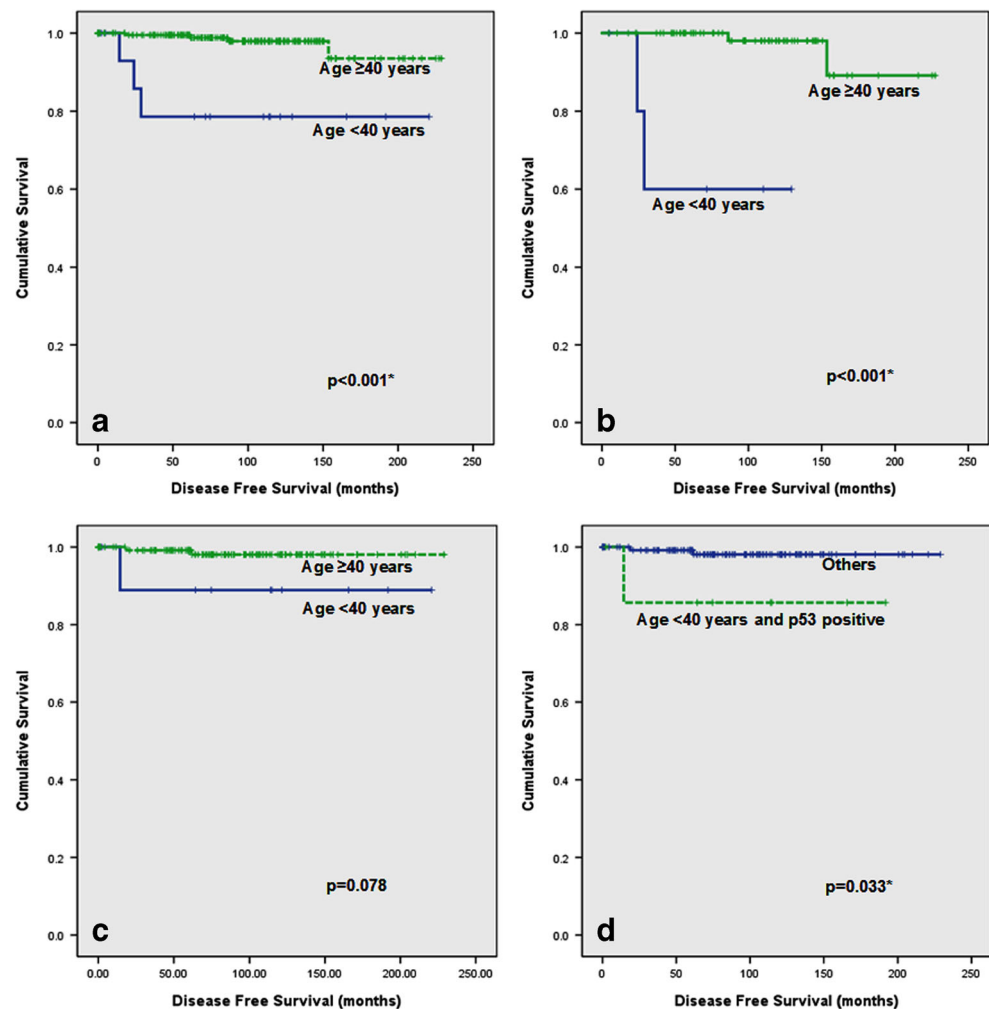 1.0
0.8
0.6
0.4
0.2
0.0
Cumulative Survival
Age ≥40 years
Age <40 years
p<0.001*
a
0 50 100 150 200 250
Disease Free Survival (months)
1.0
0.8
0.6
0.4
0.2
0.0
Cumulative Survival
Age ≥40 years
Age <40 years
p<0.001*
b
0 50 100 150 200 250
Disease Free Survival (months)
1.0
0.8
0.6
0.4
0.2
0.0
Cumulative Survival
Age ≥40 years
Age <40 years
p=0.078
c
0.00 50.00 100.00 150.00 200.00 250.00
Disease Free Survival (months)
1.0
0.8
0.6
0.4
0.2
0.0
Cumulative Survival
Others
Age <40 years and p53 positive
p=0.033*
d
0 50 100 150 200 250
Disease Free Survival (months)